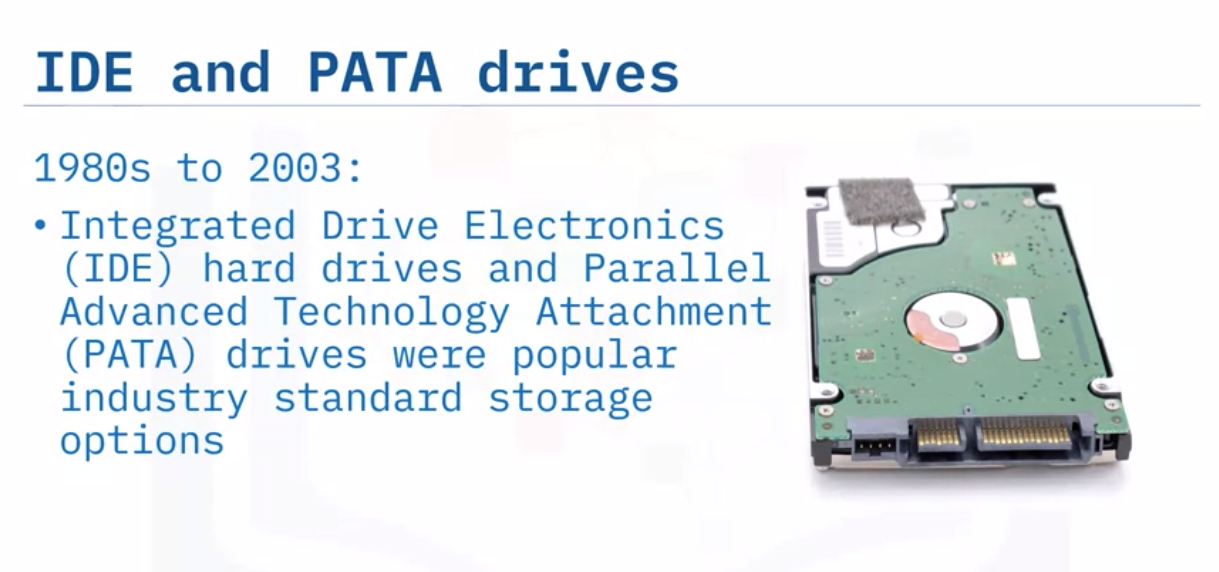 IDE and PATA drives
1980s to 2003:
• Integrated Drive Electronics
(IDE) hard drives and Parallel
Advanced Technology Attachment
(PATA) drives were popular
industry standard storage
options